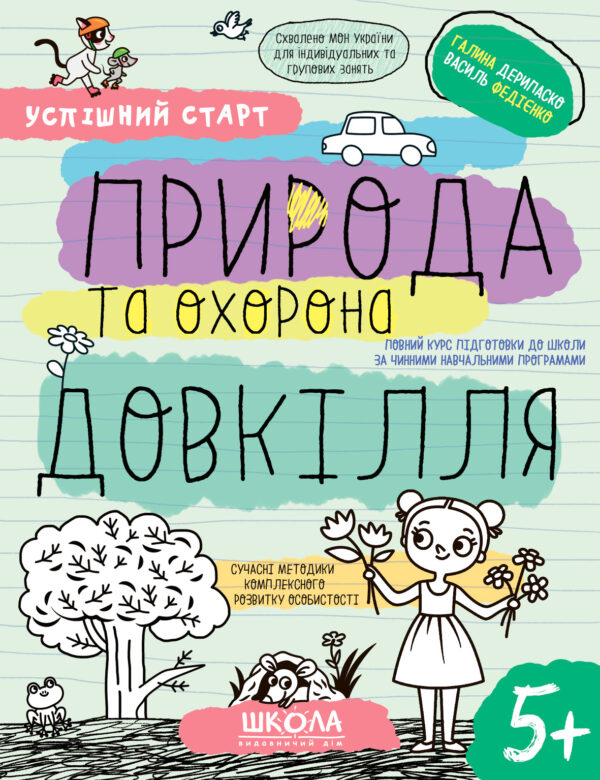 Схвалено МОН України
для індивідуальних та
групових занять
ГАЛИНА ДЕРИПАСКО
ВАСИЛЬ ФЕДІЄНКО
УСПІШНИЙ СТАРТ
ПРИРОДА
ТА ОХОРОНА
ПОВНИЙ КУРС ПІДГОТОВКИ ДО ШКОЛИ
ЗА ЧИННИМИ НАВЧАЛЬНИМИ ПРОГРАМАМИ
ДОВКІЛЛЯ
СУЧАСНІ МЕТОДИКИ
КОМПЛЕКСНОГО
РОЗВИТКУ ОСОБИСТОСТІ
ШКОЛА
ВИДАВНИЧИЙ ДІМ
5+